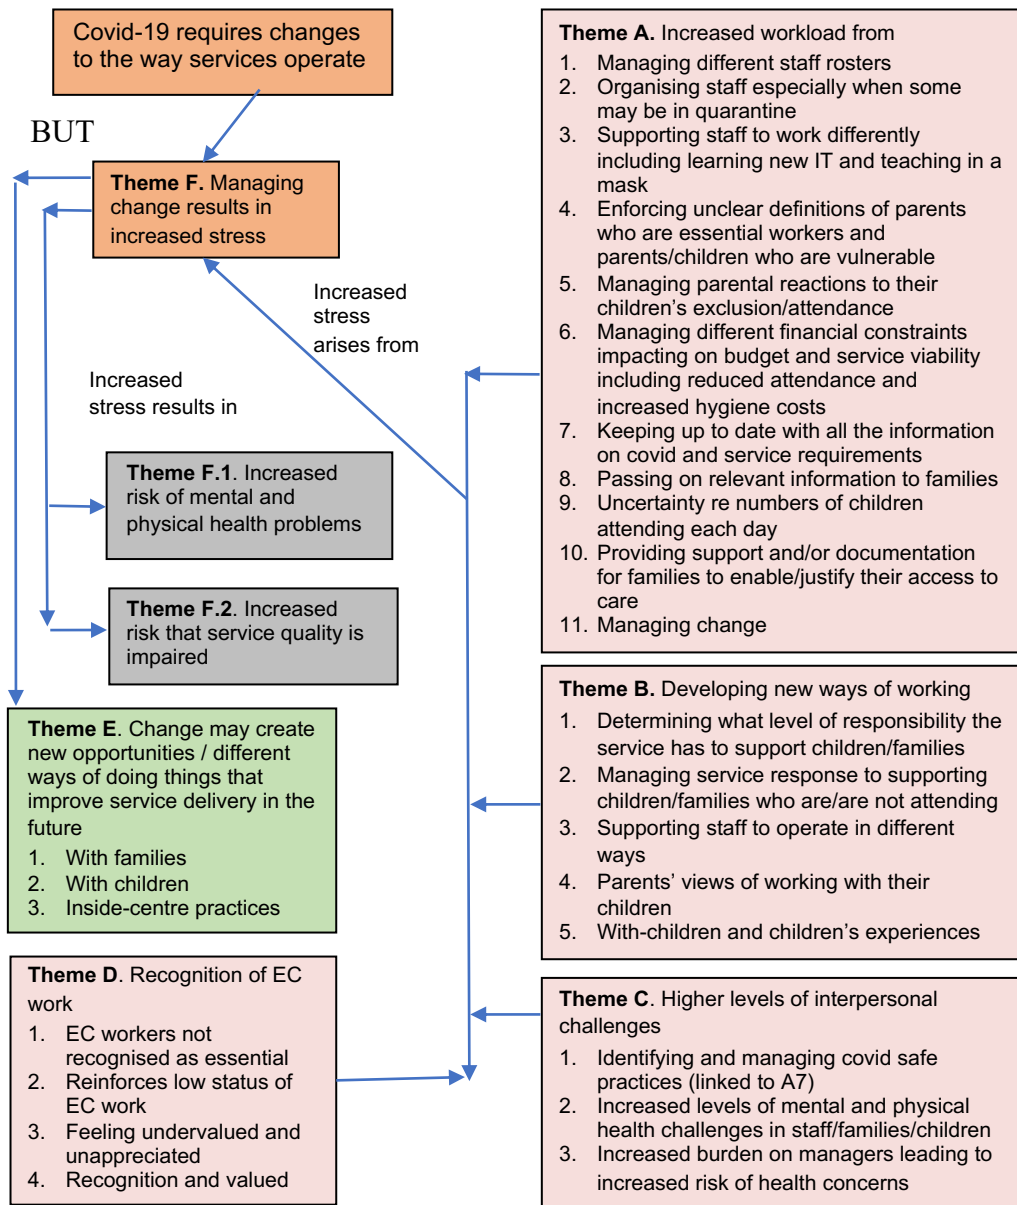 Covid-19 requires changes
to the way services operate
BUT
Theme F. Managing
change results in
increased stress
Increased
stress
arises from
Increased
stress results in
Theme F.1. Increased
risk of mental and
physical health problems
Theme F.2. Increased
risk that service quality is
impaired
Theme E. Change may create
new opportunities / different
ways of doing things that
improve service delivery in the
future
1. With families
2. With children
3. Inside-centre practices
Theme D. Recognition of EC
work
1. EC workers not
recognised as essential
2. Reinforces low status of
EC work
3. Feeling undervalued and
unappreciated
4. Recognition and valued
Theme A. Increased workload from
1. Managing different staff rosters
2. Organising staff especially when some
may be in quarantine
3. Supporting staff to work differently
including learning new IT and teaching in a
mask
4. Enforcing unclear definitions of parents
who are essential workers and
parents/children who are vulnerable
5. Managing parental reactions to their
children's exclusion/attendance
6. Managing different financial constraints
impacting on budget and service viability
including reduced attendance and
increased hygiene costs
7. Keeping up to date with all the information
on covid and service requirements
8. Passing on relevant information to families
9. Uncertainty re numbers of children
attending each day
10. Providing support and/or documentation
for families to enable/justify their access to
care
11. Managing change
Theme B. Developing new ways of working
1. Determining what level of responsibility the
service has to support children/families
2. Managing service response to supporting
children/families who are/are not attending
3. Supporting staff to operate in different
ways
4. Parents' views of working with their
children
5. With-children and children's experiences
Theme C. Higher levels of interpersonal
challenges
1. Identifying and managing covid safe
practices (linked to A7)
2. Increased levels of mental and physical
health challenges in staff/families/children
3. Increased burden on managers leading to
increased risk of health concerns